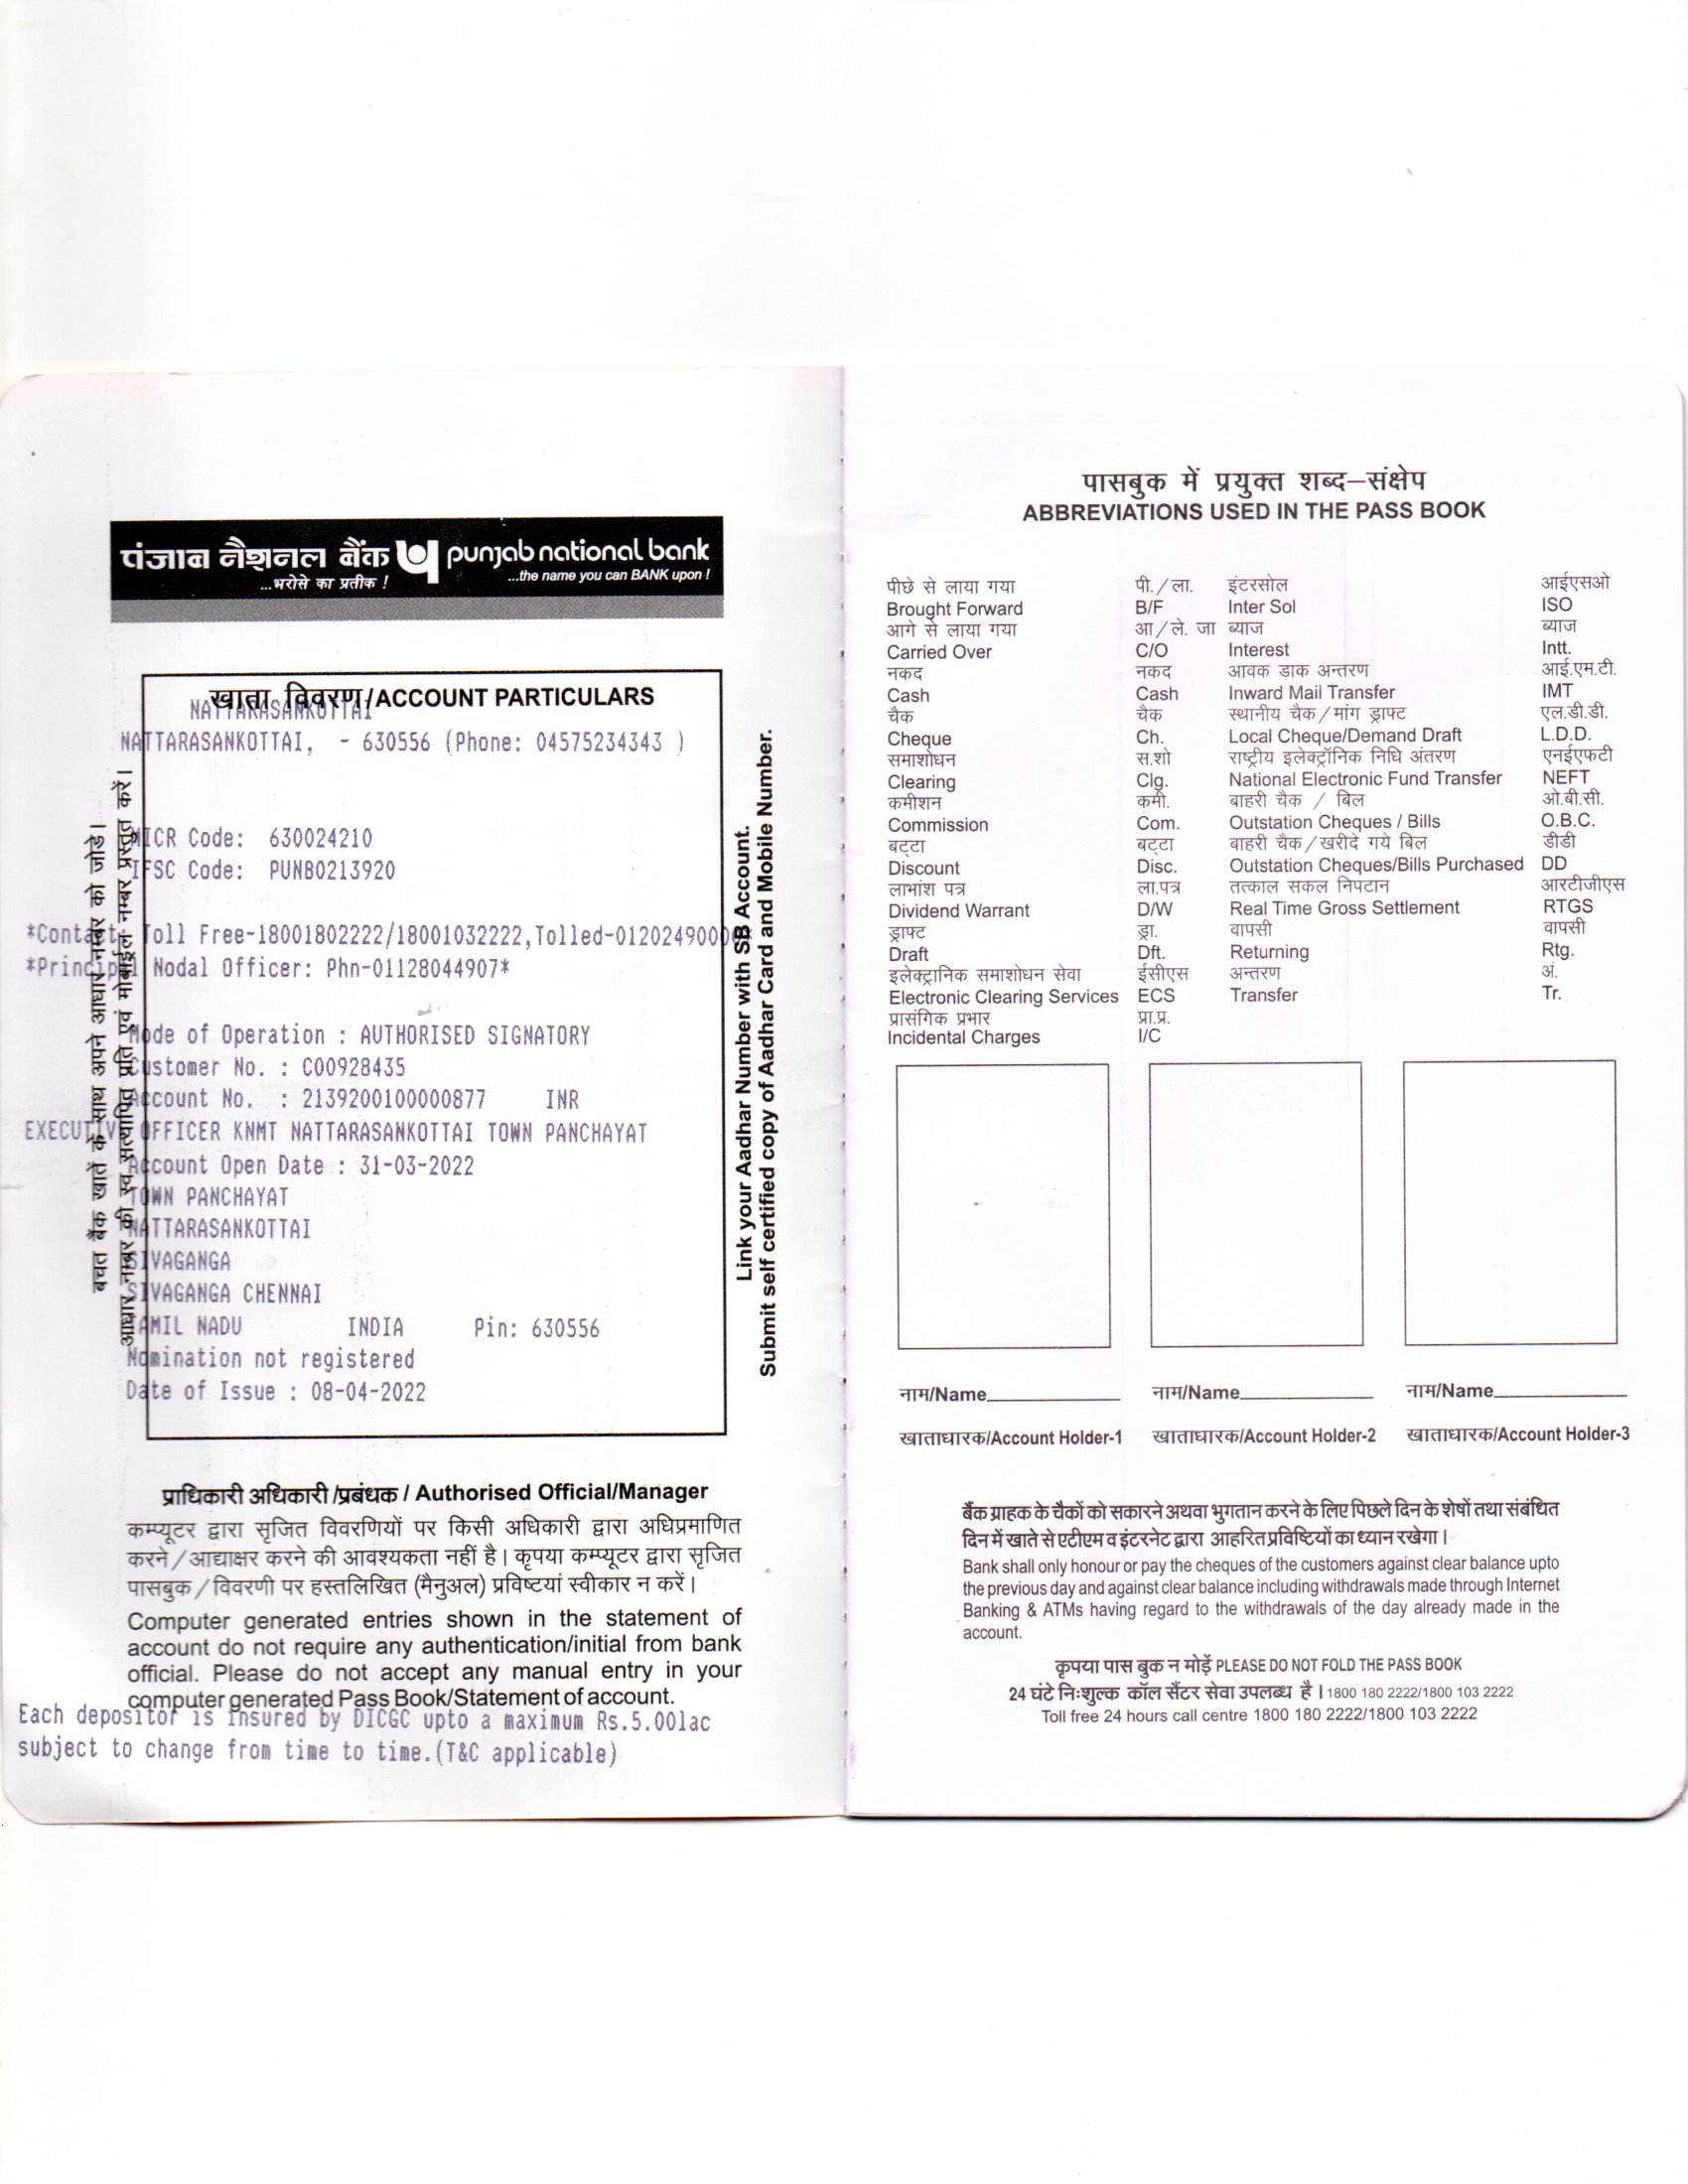 पंजाब नैशनल बैंक punjab national bank
...भरोसे का प्रतीक ! ...the name you can BANK upon !
खाता विवरण/ACCOUNT PARTICULARS
NATTARASANKOTTAI
NATTARASANKOTTAI, - 630556 (Phone: 04575234343 )
MICR Code: 630024210
IFSC Code: PUNB0213920
*Contact Toll Free-18001802222/18001032222,Tolled-0120249000
*Principal Nodal Officer: Phn-01128044907*
Mode of Operation : AUTHORISED SIGNATORY
Customer No. : C00928435
Account No. : 2139200100000877 INR
EXECUTIVE OFFICER KNMT NATTARASANKOTTAI TOWN PANCHAYAT
Account Open Date : 31-03-2022
TOWN PANCHAYAT
NATTARASANKOTTAI
SIVAGANGA
SIVAGANGA CHENNAI
TAMIL NADU INDIA Pin: 630556
Nomination not registered
Date of Issue : 08-04-2022
बचत बैंक खाते के साथ अपने आधार नम्बर को जोड़ें।
आधार नम्बर की स्व सत्यापित प्रति एवं मोबाईल नम्बर प्रस्तुत करें।
Link your Aadhar Number with SB Account.
Submit self certified copy of Aadhar Card and Mobile Number.
प्राधिकारी अधिकारी/प्रबंधक / Authorised Official/Manager
कम्प्यूटर द्वारा सृजित विवरणियों पर किसी अधिकारी द्वारा अधिप्रमाणित
करने/आद्याक्षर करने की आवश्यकता नहीं है। कृपया कम्प्यूटर द्वारा सृजित
पासबुक/विवरणी पर हस्तलिखित (मैनुअल) प्रविष्टयां स्वीकार न करें।
Computer generated entries shown in the statement of
account do not require any authentication/initial from bank
official. Please do not accept any manual entry in your
computer generated Pass Book/Statement of account.
Each depositor is insured by DICGC upto a maximum Rs.5.00lac
subject to change from time to time.(T&C applicable)
पासबुक में प्रयुक्त शब्द–संक्षेप
ABBREVIATIONS USED IN THE PASS BOOK
पीछे से लाया गया पी./ला. इंटरसोल आईएसओ
Brought Forward B/F Inter Sol ISO
आगे से लाया गया आ/ले. जा ब्याज ब्याज
Carried Over C/O Interest Intt.
नकद नकद आवक डाक अन्तरण आई.एम.टी.
Cash Cash Inward Mail Transfer IMT
चैक चैक स्थानीय चैक/मांग ड्राफ्ट एल.डी.डी.
Cheque Ch. Local Cheque/Demand Draft L.D.D.
समाशोधन स.शो राष्ट्रीय इलेक्ट्रॉनिक निधि अंतरण एनईएफटी
Clearing Clg. National Electronic Fund Transfer NEFT
कमीशन कमी. बाहरी चैक / बिल ओ.बी.सी.
Commission Com. Outstation Cheques / Bills O.B.C.
बट्टा बट्टा बाहरी चैक/खरीदे गये बिल डीडी
Discount Disc. Outstation Cheques/Bills Purchased DD
लाभांश पत्र ला.पत्र तत्काल सकल निपटान आरटीजीएस
Dividend Warrant D/W Real Time Gross Settlement RTGS
ड्राफ्ट ड्रा. वापसी वापसी
Draft Dft. Returning Rtg.
इलेक्ट्रानिक समाशोधन सेवा ईसीएस अन्तरण अं.
Electronic Clearing Services ECS Transfer Tr.
प्रासंगिक प्रभार प्रा.प्र.
Incidental Charges I/C
नाम/Name नाम/Name नाम/Name
खाताधारक/Account Holder-1 खाताधारक/Account Holder-2 खाताधारक/Account Holder-3
बैंक ग्राहक के चैकों को सकारने अथवा भुगतान करने के लिए पिछले दिन के शेषों तथा संबंधित
दिन में खाते से एटीएम व इंटरनेट द्वारा आहरित प्रविष्टियों का ध्यान रखेगा।
Bank shall only honour or pay the cheques of the customers against clear balance upto
the previous day and against clear balance including withdrawals made through Internet
Banking & ATMs having regard to the withdrawals of the day already made in the
account.
कृपया पास बुक न मोड़ें PLEASE DO NOT FOLD THE PASS BOOK
24 घंटे निःशुल्क कॉल सैंटर सेवा उपलब्ध है। 1800 180 2222/1800 103 2222
Toll free 24 hours call centre 1800 180 2222/1800 103 2222